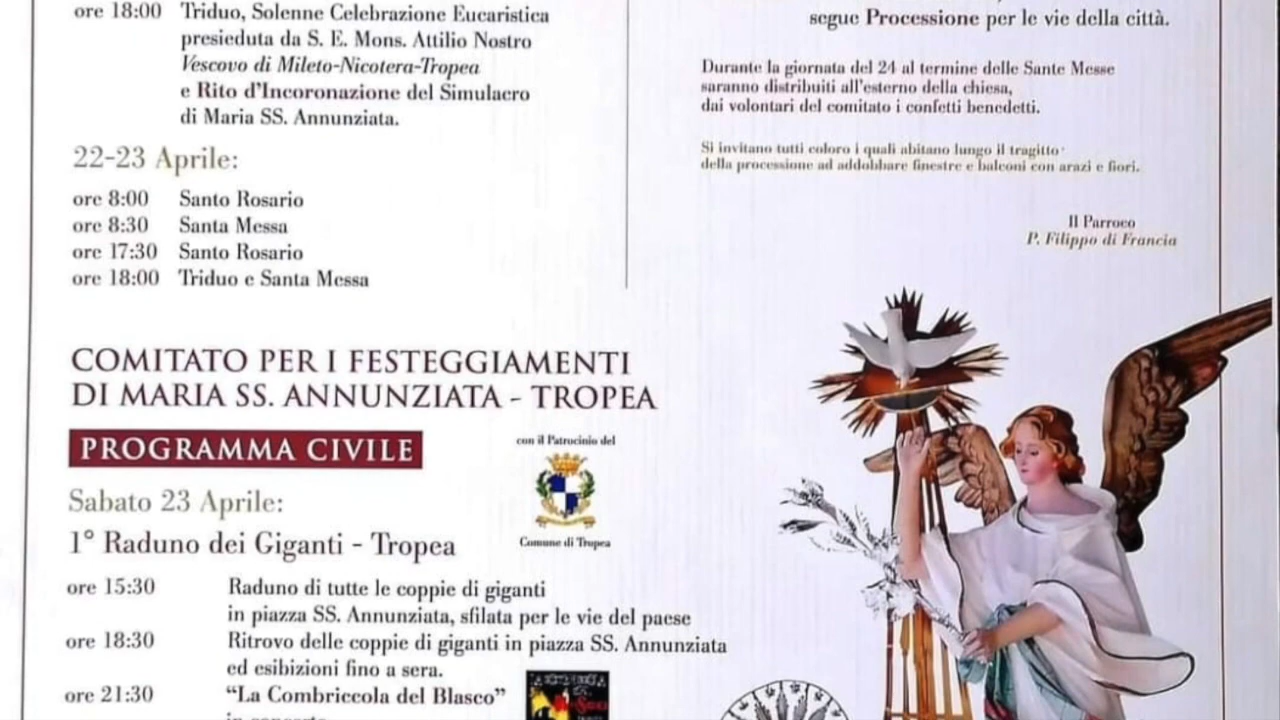 ore 18:00 Triduo, Solenne Celebrazione Eucaristica
presieduta da S. E. Mons. Attilio Nostro
Vescovo di Mileto-Nicotera-Tropea
e Rito d'Incoronazione del Simulacro
di Maria SS. Annunziata.
22-23 Aprile:
ore 8:00 Santo Rosario
ore 8:30 Santa Messa
ore 17:30 Santo Rosario
ore 18:00 Triduo e Santa Messa
segue Processione per le vie della città.
Durante la giornata del 24 al termine delle Sante Messe
saranno distribuiti all'esterno della chiesa,
dai volontari del comitato i confetti benedetti.
Si invitano tutti coloro i quali abitano lungo il tragitto
della processione ad addobbare finestre e balconi con arazi e fiori.
Il Parroco
P. Filippo di Francia
COMITATO PER I FESTEGGIAMENTI
DI MARIA SS. ANNUNZIATA - TROPEA
PROGRAMMA CIVILE
con il Patrocinio del
Comune di Tropea
Sabato 23 Aprile:
1° Raduno dei Giganti - Tropea
ore 15:30 Raduno di tutte le coppie di giganti
in piazza SS. Annunziata, sfilata per le vie del paese
ore 18:30 Ritrovo delle coppie di giganti in piazza SS. Annunziata
ed esibizioni fino a sera.
ore 21:30 “La Combriccola del Blasco”
in concerto